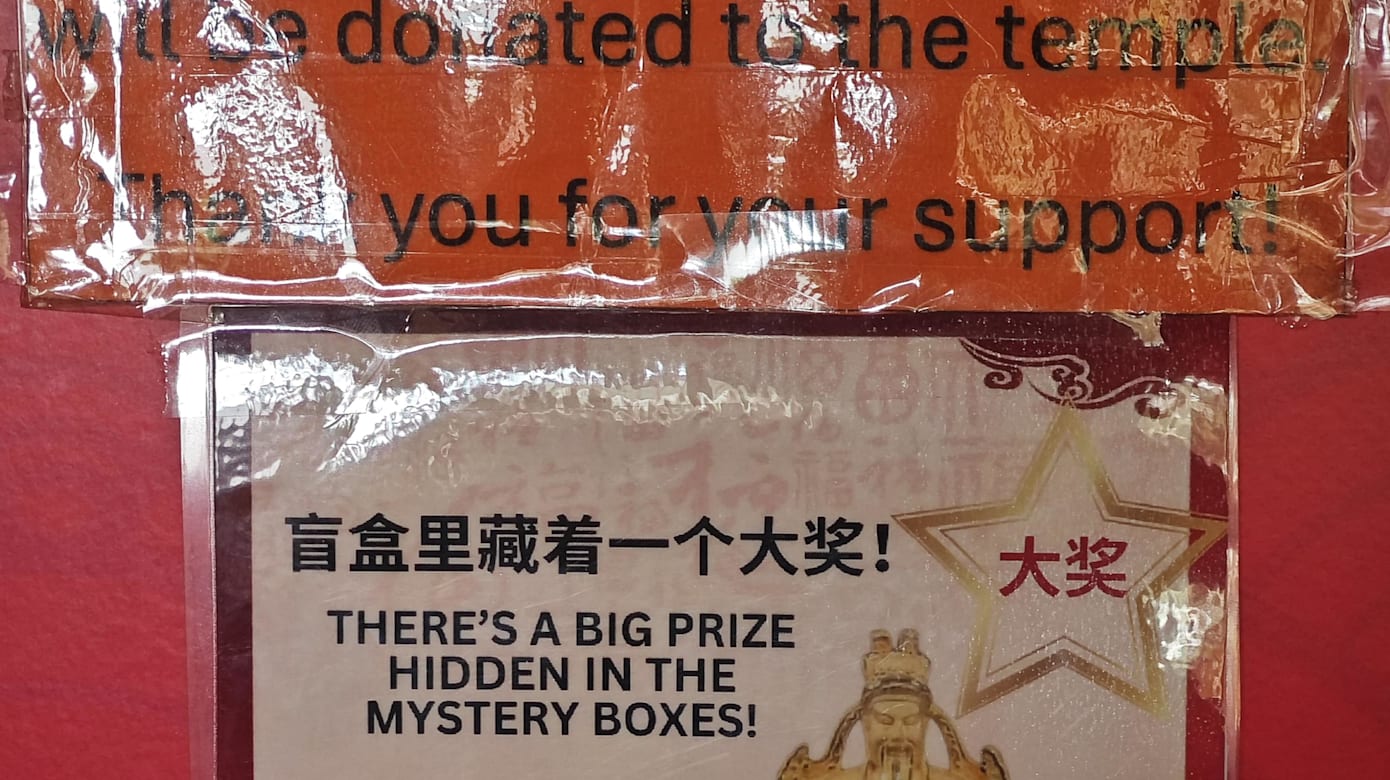 will be donated to the temple.
Thank you for your support!
盲盒里藏着一个大奖！
大奖
THERE’S A BIG PRIZE
HIDDEN IN THE
MYSTERY BOXES!